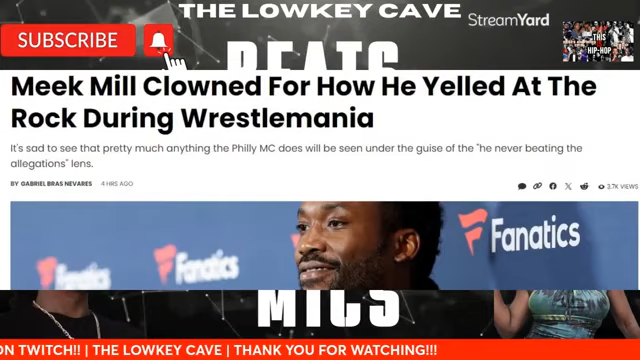 THE LOWKEY CAVE
StreamYard
SUBSCRIBE
THIS
IS
HIP-HOP
BEATS
Meek Mill Clowned For How He Yelled At The
Rock During Wrestlemania
It's sad to see that pretty much anything the Philly MC does will be seen under the guise of the "he never beating the
allegations" lens.
BY GABRIEL BRAS NEVARES 4 HRS AGO
3.7K VIEWS
Fanatics
Fanatics
Fanatics
MICS
ON TWITCH!! | THE LOWKEY CAVE | THANK YOU FOR WATCHING!!!